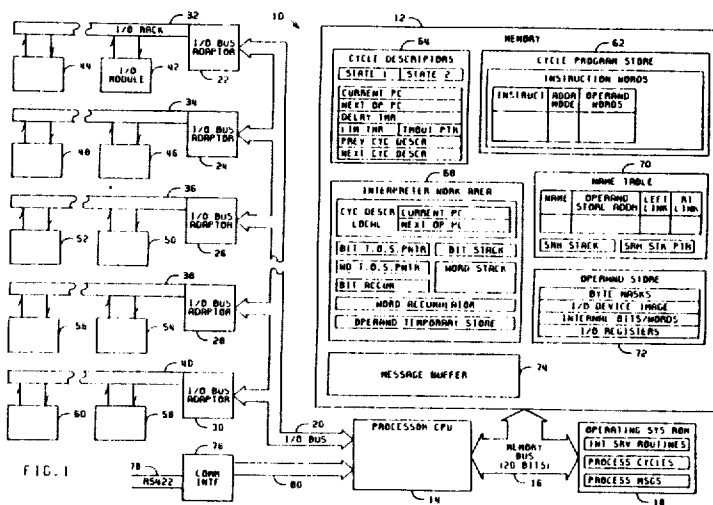 32
I/O RACK
I/O BUS ADAPTOR
22
44
I/O MODULE
42
34
I/O BUS ADAPTOR
24
48
46
36
I/O BUS ADAPTOR
26
52
50
38
I/O BUS ADAPTOR
28
56
54
40
I/O BUS ADAPTOR
30
60
58
10
12
MEMORY
64
CYCLE DESCRIPTORS
STATE 1 STATE 2
CURRENT PC
NEXT OP PC
DELAY TMR
TMOUT PTR
PREV CYC DESCR
NEXT CYC DESCR
62
CYCLE PROGRAM STORE
INSTRUCTION WORDS
INSTRUCT
ADDR MODE
OPERAND WORDS
68
INTERPRETER WORK AREA
CYC DESCR LOCAL
CURRENT PC
NEXT OP PC
BIT T.O.S. PNTR
BIT STACK
WD T.O.S. PNTR
WORD STACK
BIT ACCUM
WORD ACCUMULATOR
OPERAND TEMPORARY STORE
70
NAME TABLE
NAME
OPERAND STORE ADDR
LEFT LINK
RT LINK
SRH STACK
SRH STK PTR
OPERAND STORE
BYTE MASKS
I/O DEVICE IMAGE
INTERNAL BITS/WORDS
I/O REGISTERS
72
MESSAGE BUFFER
74
20
I/O BUS
76
COMM INTF
78
RS422
80
PROCESSOR CPU
14
MEMORY BUS (20 BITS)
16
OPERATING SYS ROM
INT SRV ROUTINES
PROCESS CYCLES
PROCESS MSGS
18
FIG.1